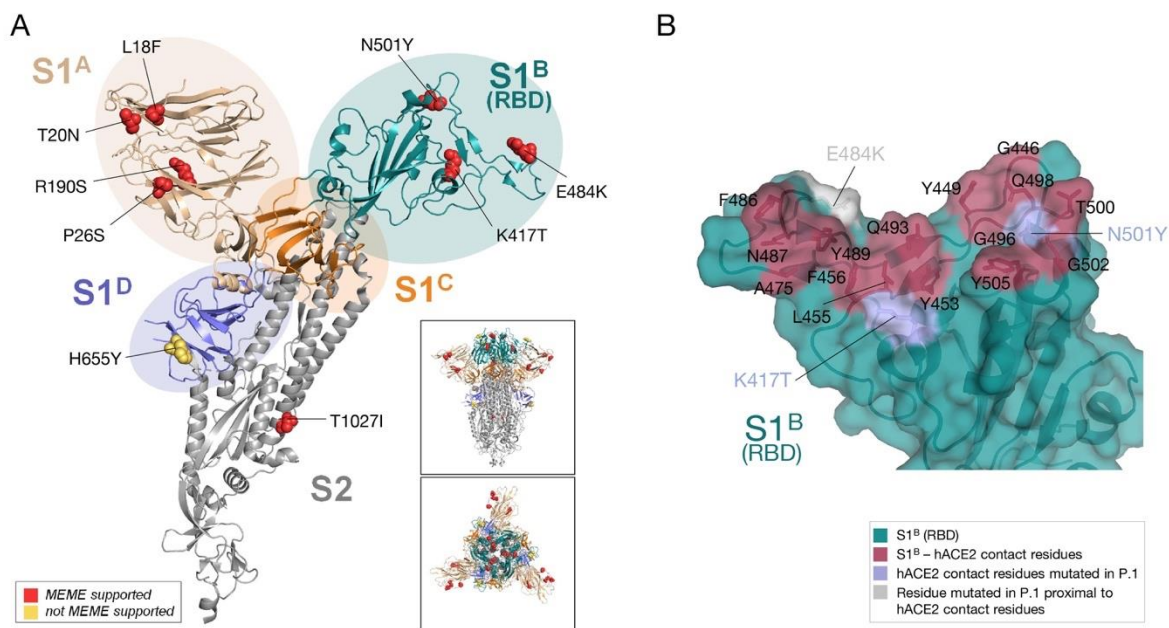 A
L18F
S1ᴬ
T20N
R190S
P26S
N501Y
S1ᴮ
(RBD)
E484K
K417T
S1ᶜ
S1ᴰ
H655Y
T1027I
S2
MEME supported
not MEME supported
B
E484K
G446
Y449
Q498
F486
T500
Q493
N501Y
G496
N487
Y489
G502
F456
A475
Y505
Y453
L455
K417T
S1ᴮ
(RBD)
S1ᴮ (RBD)
S1ᴮ – hACE2 contact residues
hACE2 contact residues mutated in P.1
Residue mutated in P.1 proximal to
hACE2 contact residues